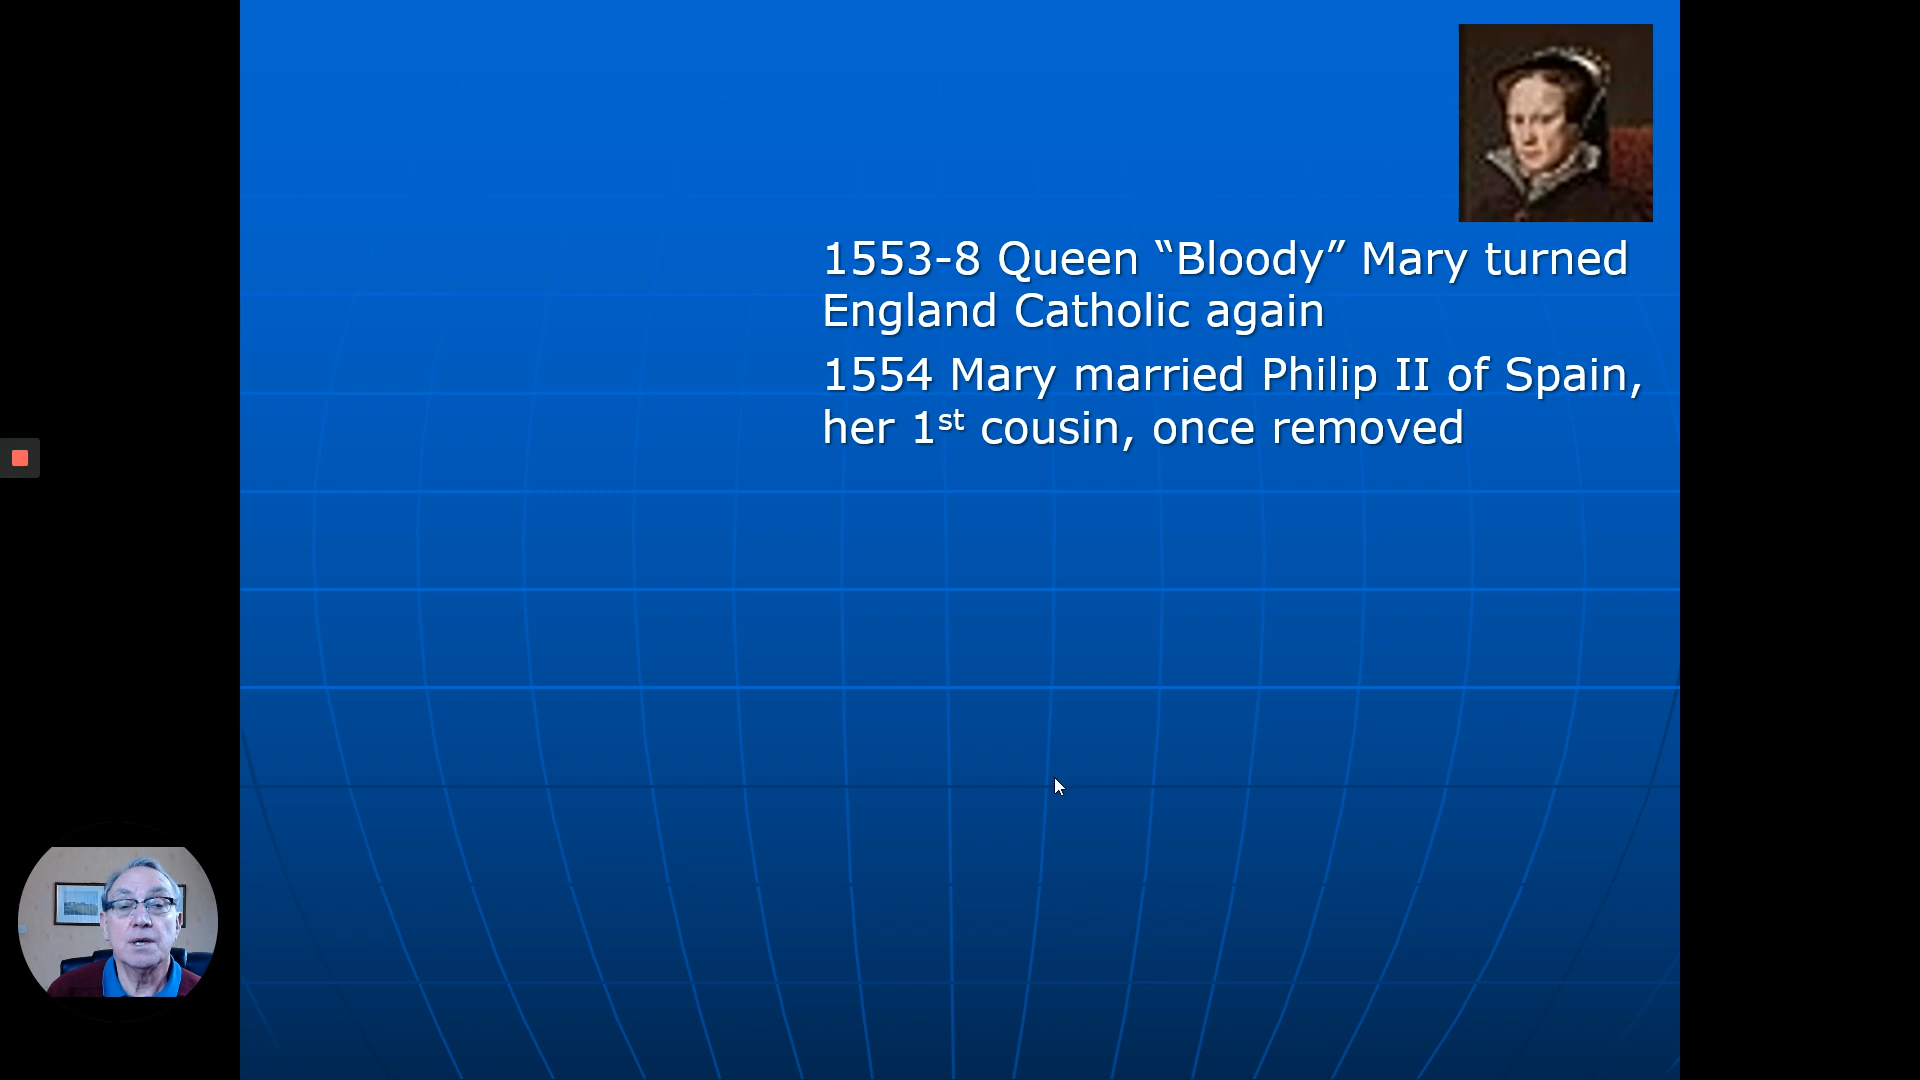 1553-8 Queen “Bloody” Mary turned
England Catholic again
1554 Mary married Philip II of Spain,
her 1st cousin, once removed